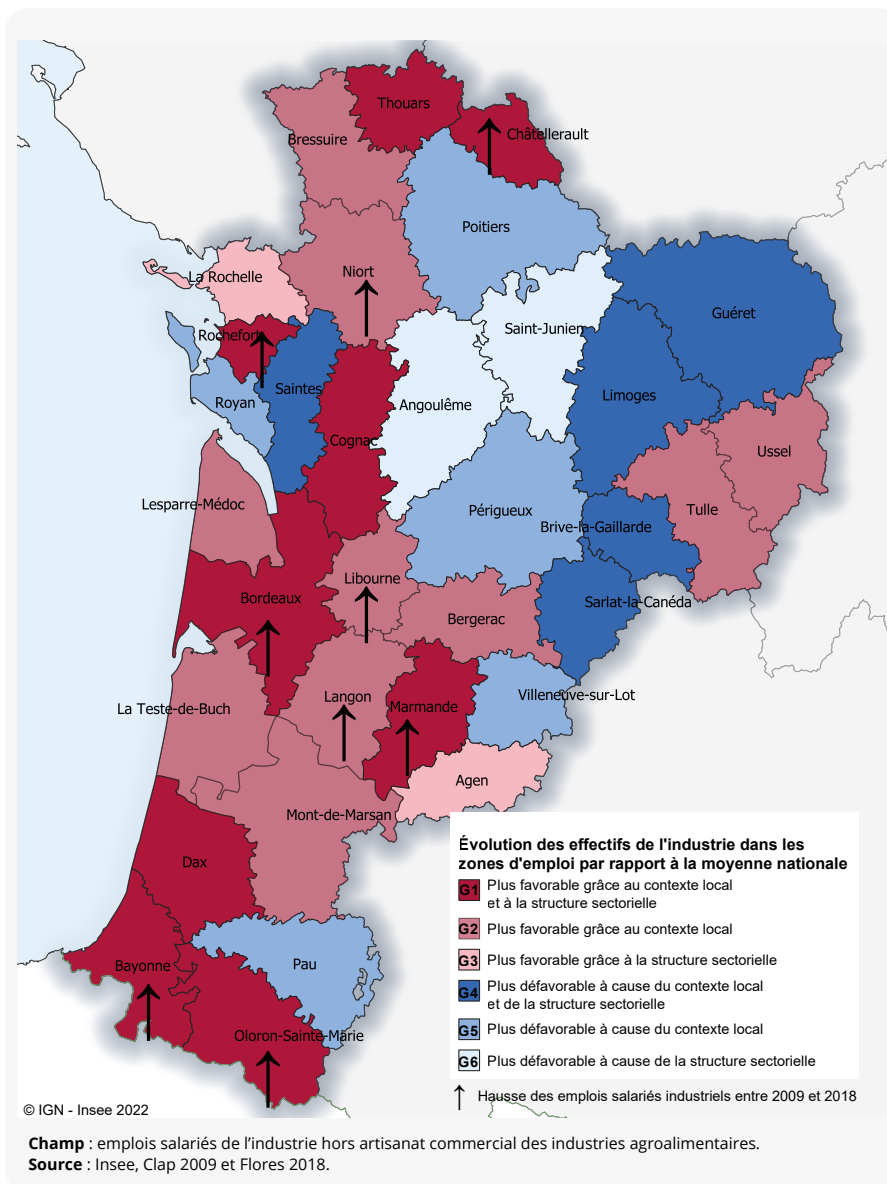 Thouars
Châtellerault
Bressuire
Poitiers
La Rochelle
Niort
Guéret
Rochefort
Saint-Junien
Saintes
Limoges
Royan
Angoulême
Cognac
Ussel
Lesparre-Médoc
Périgueux
Tulle
Brive-la-Gaillarde
Libourne
Bordeaux
Sarlat-la-Canéda
Bergerac
Langon
Villeneuve-sur-Lot
La Teste-de-Buch
Marmande
Agen
Mont-de-Marsan
Dax
Pau
Bayonne
Oloron-Sainte-Marie
Évolution des effectifs de l'industrie dans les
zones d'emploi par rapport à la moyenne nationale
G1 Plus favorable grâce au contexte local
et à la structure sectorielle
G2 Plus favorable grâce au contexte local
G3 Plus favorable grâce à la structure sectorielle
G4 Plus défavorable à cause du contexte local
et de la structure sectorielle
G5 Plus défavorable à cause du contexte local
G6 Plus défavorable à cause de la structure sectorielle
Hausse des emplois salariés industriels entre 2009 et 2018
© IGN - Insee 2022
Champ : emplois salariés de l'industrie hors artisanat commercial des industries agroalimentaires.
Source : Insee, Clap 2009 et Flores 2018.